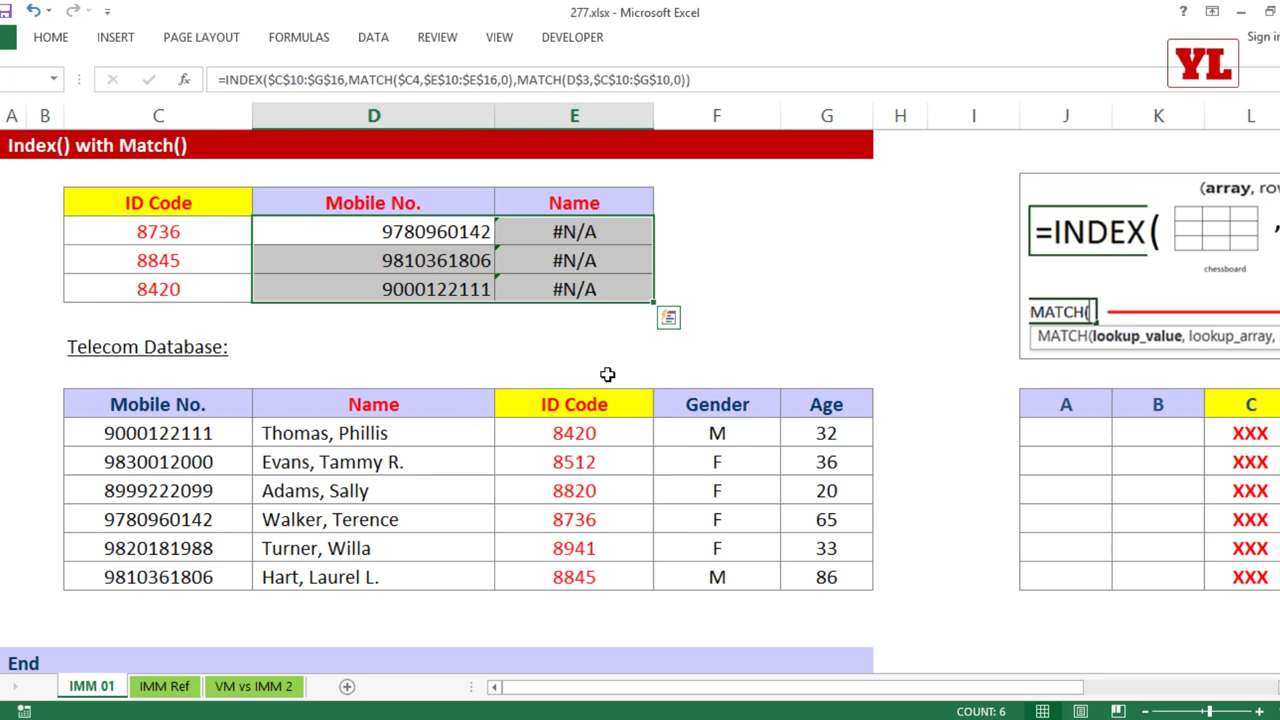 277.xlsx - Microsoft Excel
?
Sign in
HOME INSERT PAGE LAYOUT FORMULAS DATA REVIEW VIEW DEVELOPER
YL
fx =INDEX($C$10:$G$16,MATCH($C4,$E$10:$E$16,0),MATCH(D$3,$C$10:$G$10,0))
A B C D E F G H I J K L
Index() with Match()
ID Code Mobile No. Name
8736 9780960142 #N/A
8845 9810361806 #N/A
8420 9000122111 #N/A
(array, row
=INDEX( ,
chessboard
MATCH(
MATCH(lookup_value, lookup_array,
Telecom Database:
Mobile No. Name ID Code Gender Age
9000122111 Thomas, Phillis 8420 M 32
9830012000 Evans, Tammy R. 8512 F 36
8999222099 Adams, Sally 8820 F 20
9780960142 Walker, Terence 8736 F 65
9820181988 Turner, Willa 8941 F 33
9810361806 Hart, Laurel L. 8845 M 86
A B C
XXX
XXX
XXX
XXX
XXX
XXX
End
IMM 01 IMM Ref VM vs IMM 2
COUNT: 6